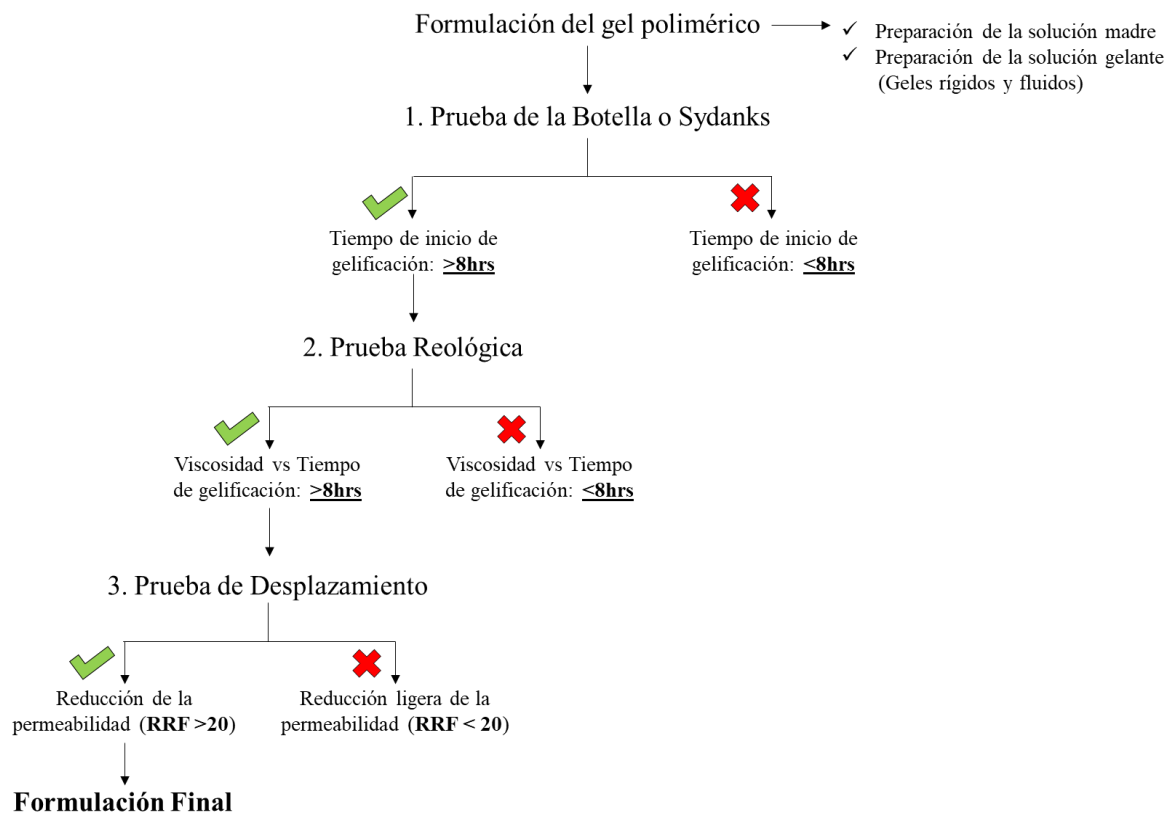 Formulación del gel polimérico
✓ Preparación de la solución madre
✓ Preparación de la solución gelante
(Geles rígidos y fluidos)
1. Prueba de la Botella o Sydanks
Tiempo de inicio de
gelificación: >8hrs
Tiempo de inicio de
gelificación: <8hrs
2. Prueba Reológica
Viscosidad vs Tiempo
de gelificación: >8hrs
Viscosidad vs Tiempo
de gelificación: <8hrs
3. Prueba de Desplazamiento
Reducción de la
permeabilidad (RRF >20)
Reducción ligera de la
permeabilidad (RRF < 20)
Formulación Final